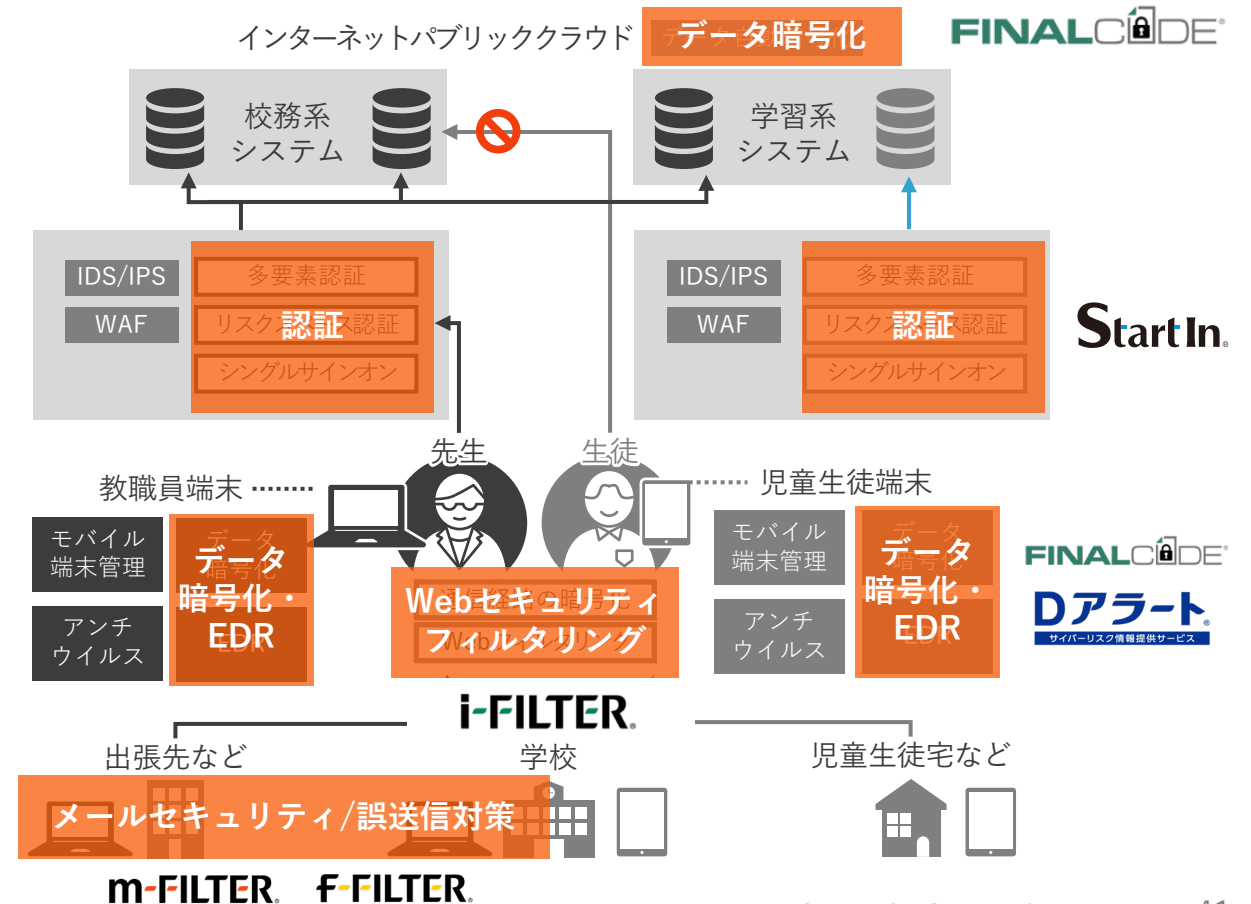 インターネットパブリッククラウド
データ暗号化
FINALCODE®
校務系
システム
学習系
システム
IDS/IPS
WAF
多要素認証
認証
シングルサインオン
IDS/IPS
WAF
多要素認証
認証
シングルサインオン
StartIn®
先生
生徒
教職員端末
児童生徒端末
モバイル
端末管理
アンチ
ウイルス
データ
暗号化・
EDR
Webセキュリティ
フィルタリング
モバイル
端末管理
アンチ
ウイルス
データ
暗号化・
EDR
FINALCODE®
Dアラート®
サイバーリスク情報提供サービス
i-FILTER®
出張先など
学校
児童生徒宅など
メールセキュリティ/誤送信対策
m-FILTER®
f-FILTER®